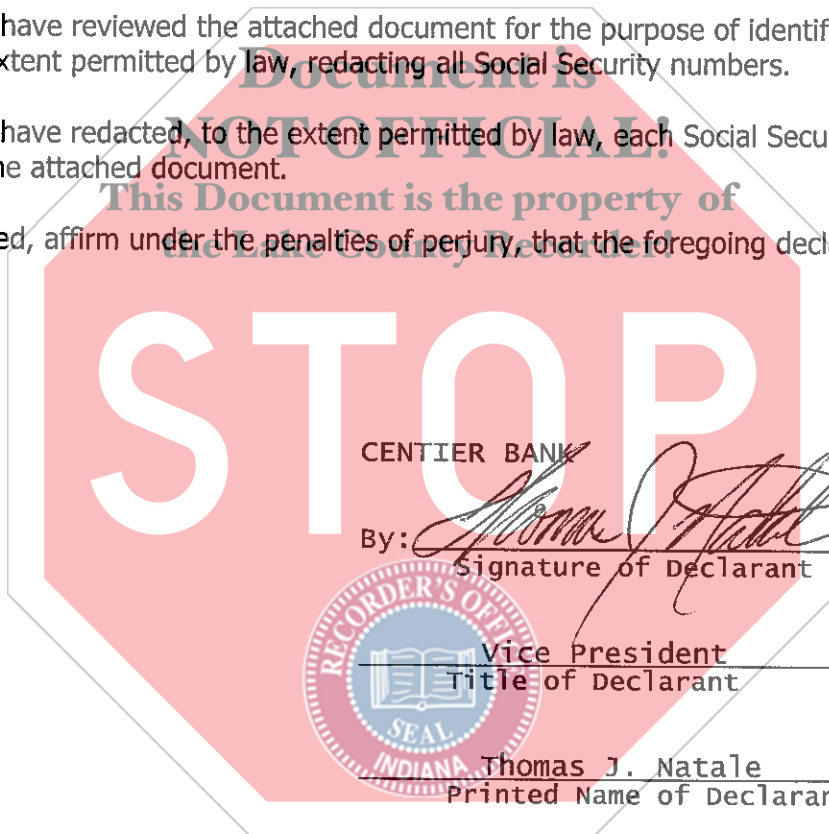 have reviewed the attached document for the purpose of identif
xtent permitted by law, redacting all Social Security numbers.
Document is
have redacted, to the extent permitted by law, each Social Secu
NOT OFFICIAL!
he attached document.
This Document is the property of
ed, affirm under the penalties of perjury, that the foregoing decl
the Lake County Recorder!
STOP
CENTIER BANK
By: Thomas J. Natale
Signature of Declarant
RECORDER'S OFFICE
Vice President
Title of Declarant
SEAL
INDIANA
Thomas J. Natale
Printed Name of Declaran